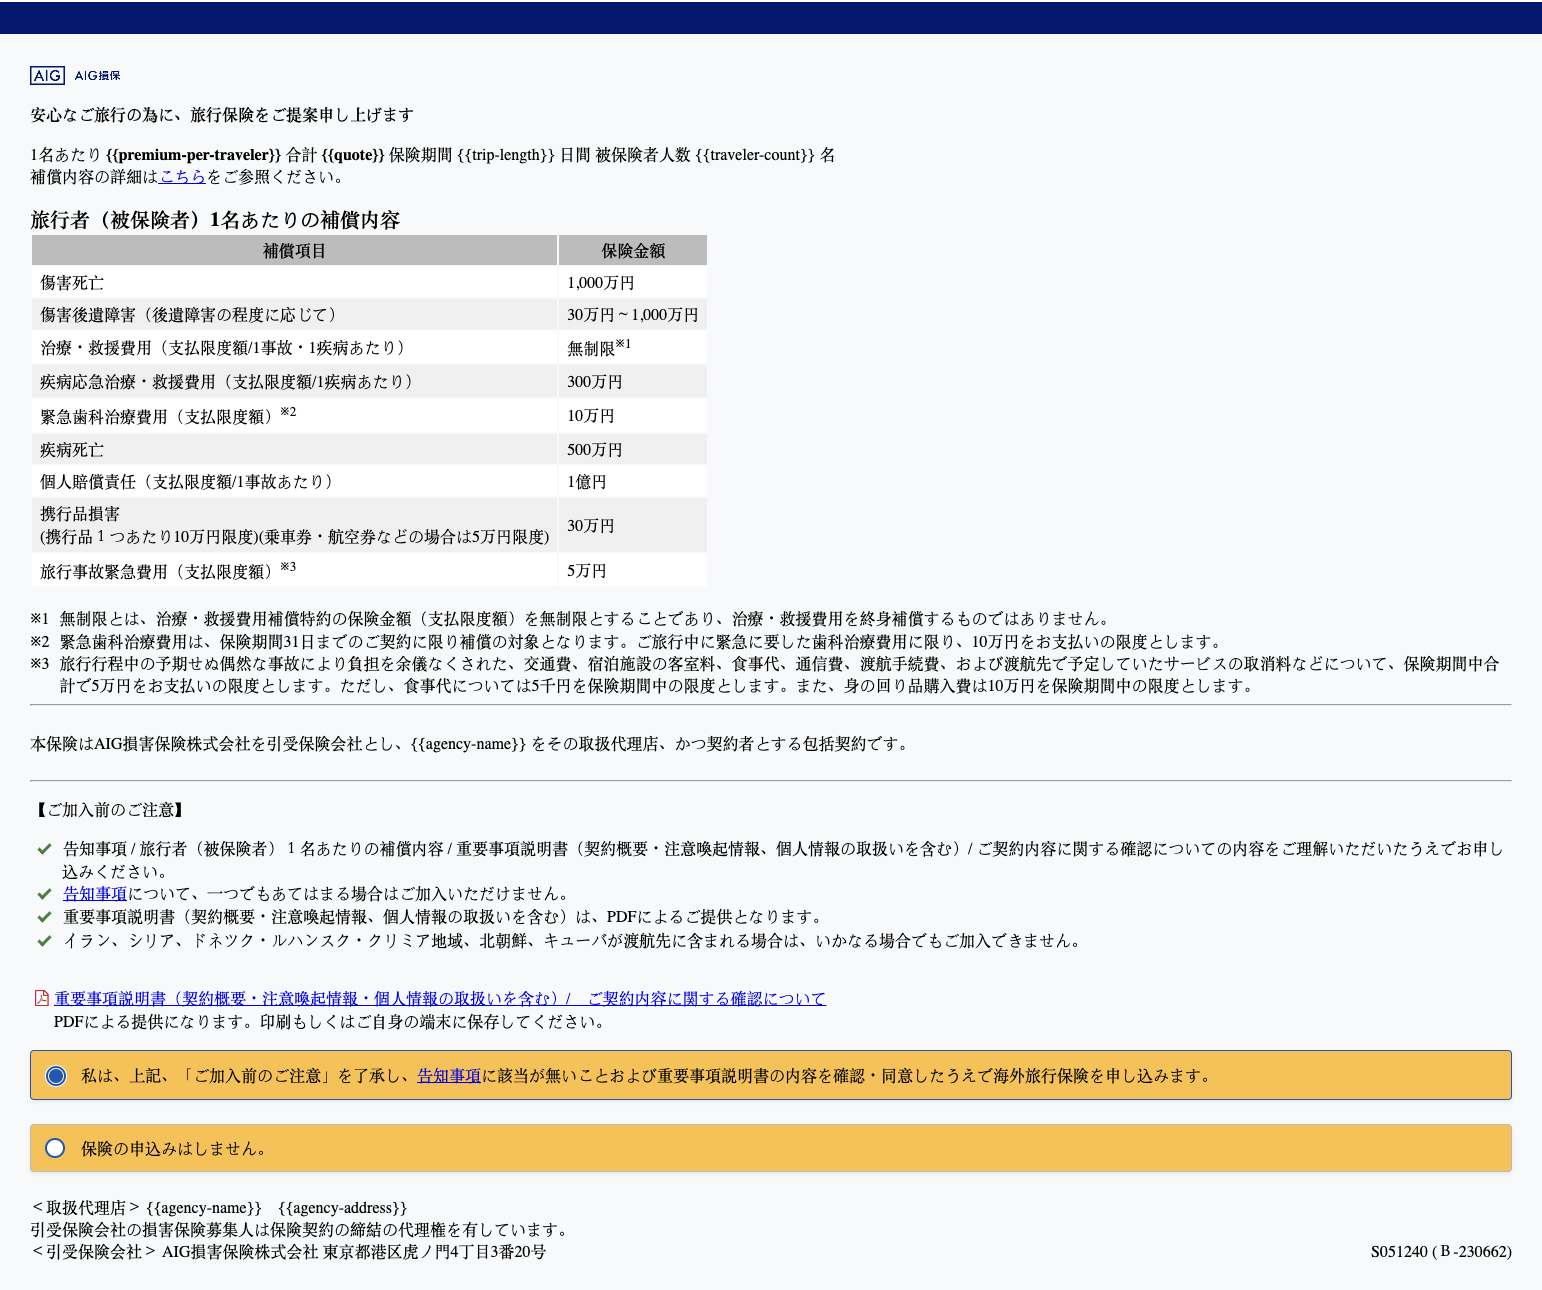 AIG AIG損保
安心なご旅行の為に、旅行保険をご提案申し上げます
1名あたり {{premium-per-traveler}} 合計 {{quote}} 保険期間 {{trip-length}} 日間 被保険者人数 {{traveler-count}} 名
補償内容の詳細はこちらをご参照ください。
旅行者（被保険者）1名あたりの補償内容
補償項目 保険金額
傷害死亡 1,000万円
傷害後遺障害（後遺障害の程度に応じて） 30万円 ~ 1,000万円
治療・救援費用（支払限度額/1事故・1疾病あたり） 無制限※1
疾病応急治療・救援費用（支払限度額/1疾病あたり） 300万円
緊急歯科治療費用（支払限度額）※2 10万円
疾病死亡 500万円
個人賠償責任（支払限度額/1事故あたり） 1億円
携行品損害
(携行品１つあたり10万円限度)(乗車券・航空券などの場合は5万円限度) 30万円
旅行事故緊急費用（支払限度額）※3 5万円
※1 無制限とは、治療・救援費用補償特約の保険金額（支払限度額）を無制限とすることであり、治療・救援費用を終身補償するものではありません。
※2 緊急歯科治療費用は、保険期間31日までのご契約に限り補償の対象となります。ご旅行中に緊急に要した歯科治療費用に限り、10万円をお支払いの限度とします。
※3 旅行行程中の予期せぬ偶然な事故により負担を余儀なくされた、交通費、宿泊施設の客室料、食事代、通信費、渡航手続費、および渡航先で予定していたサービスの取消料などについて、保険期間中合
計で5万円をお支払いの限度とします。ただし、食事代については5千円を保険期間中の限度とします。また、身の回り品購入費は10万円を保険期間中の限度とします。
本保険はAIG損害保険株式会社を引受保険会社とし、{{agency-name}} をその取扱代理店、かつ契約者とする包括契約です。
【ご加入前のご注意】
告知事項 / 旅行者（被保険者）１名あたりの補償内容 / 重要事項説明書（契約概要・注意喚起情報、個人情報の取扱いを含む）/ ご契約内容に関する確認についての内容をご理解いただいたうえでお申し
込みください。
告知事項について、一つでもあてはまる場合はご加入いただけません。
重要事項説明書（契約概要・注意喚起情報、個人情報の取扱いを含む）は、PDFによるご提供となります。
イラン、シリア、ドネツク・ルハンスク・クリミア地域、北朝鮮、キューバが渡航先に含まれる場合は、いかなる場合でもご加入できません。
重要事項説明書（契約概要・注意喚起情報・個人情報の取扱いを含む）/　ご契約内容に関する確認について
PDFによる提供になります。印刷もしくはご自身の端末に保存してください。
私は、上記、「ご加入前のご注意」を了承し、告知事項に該当が無いことおよび重要事項説明書の内容を確認・同意したうえで海外旅行保険を申し込みます。
保険の申込みはしません。
＜取扱代理店＞ {{agency-name}}　{{agency-address}}
引受保険会社の損害保険募集人は保険契約の締結の代理権を有しています。
＜引受保険会社＞ AIG損害保険株式会社 東京都港区虎ノ門4丁目3番20号 S051240 (Ｂ-230662)